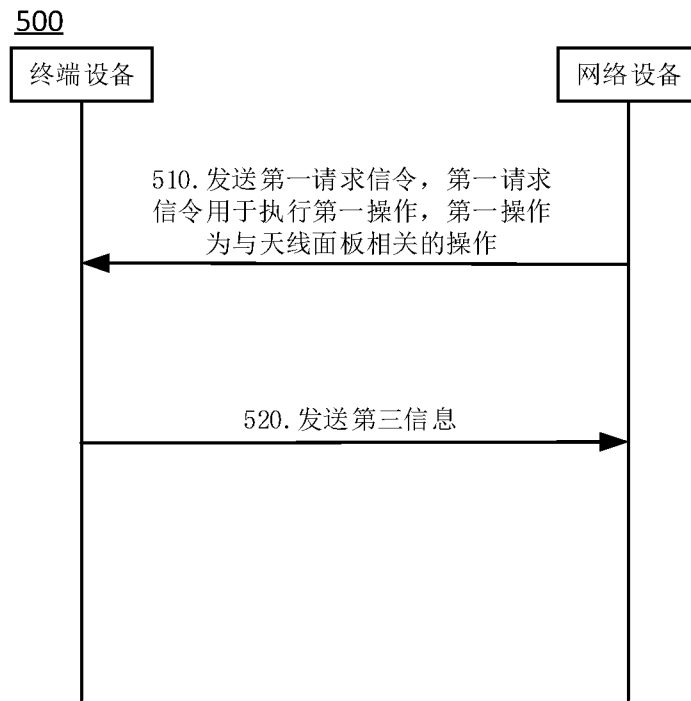 500
终端设备
网络设备
510.发送第一请求信令，第一请求
信令用于执行第一操作，第一操作
为与天线面板相关的操作
520.发送第三信息